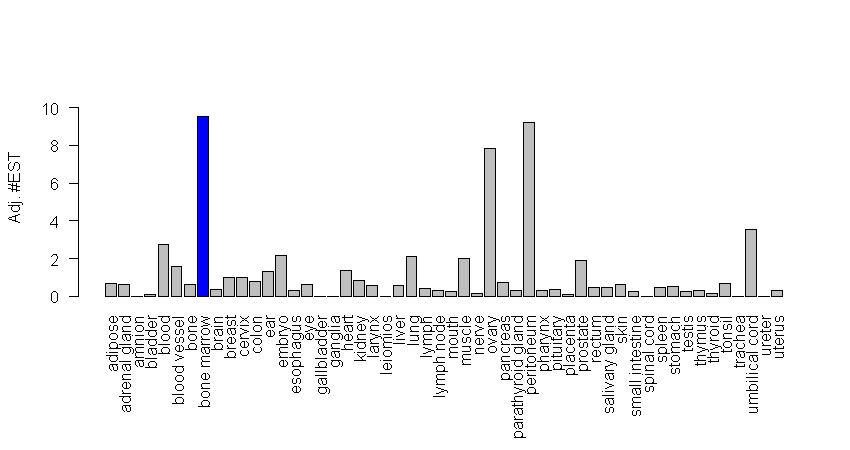 Adj. #EST
10
8
6
4
2
0
adipose
adrenal gland
amnion
bladder
blood
blood vessel
bone
bone marrow
brain
breast
cervix
colon
ear
embryo
esophagus
eye
gallbladder
ganglia
heart
kidney
larynx
leiomios
liver
lung
lymph
lymph node
mouth
muscle
nerve
ovary
pancreas
parathyroid gland
peritoneum
pharynx
pituitary
placenta
prostate
rectum
salivary gland
skin
small intestine
spinal cord
spleen
stomach
testis
thymus
thyroid
tonsil
trachea
umbilical cord
ureter
uterus